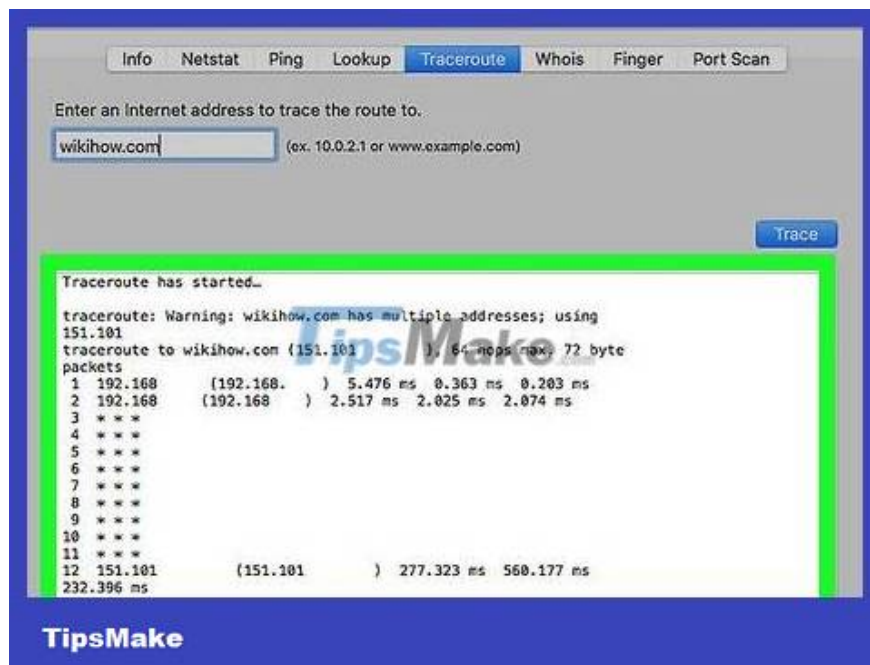 Info Netstat Ping Lookup Traceroute Whois Finger Port Scan
Enter an Internet address to trace the route to.
wikihow.com (ex. 10.0.2.1 or www.example.com)
Trace
Traceroute has started…
traceroute: Warning: wikihow.com has multiple addresses; using
151.101
traceroute to wikihow.com (151.101 ), 64 hops max, 72 byte
packets
1 192.168 (192.168. ) 5.476 ms 0.363 ms 0.203 ms
2 192.168 (192.168 ) 2.517 ms 2.025 ms 2.074 ms
3 * * *
4 * * *
5 * * *
6 * * *
7 * * *
8 * * *
9 * * *
10 * * *
11 * * *
12 151.101 (151.101 ) 277.323 ms 560.177 ms
232.396 ms
TipsMake
TipsMake